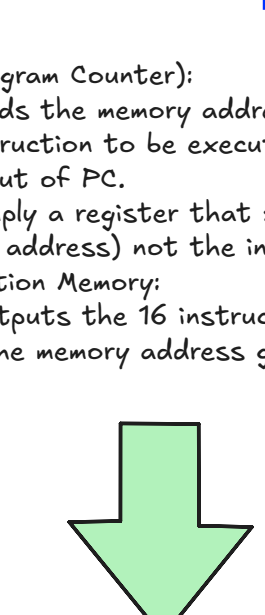 gram Counter):
ds the memory addr
ruction to be execu
ut of PC.
ply a register that
address) not the in
tion Memory:
tputs the 16 instruc
he memory address g